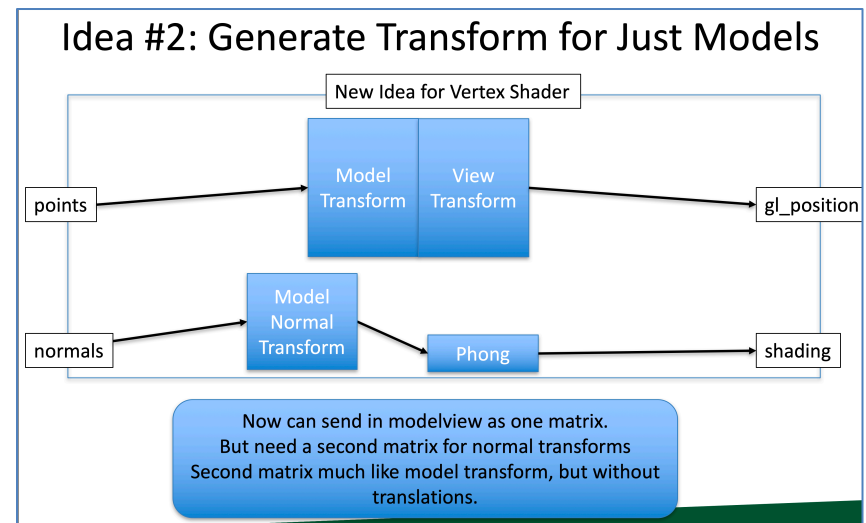 Idea #2: Generate Transform for Just Models
New Idea for Vertex Shader
points
Model
Transform
View
Transform
gl_position
normals
Model
Normal
Transform
Phong
shading
Now can send in modelview as one matrix.
But need a second matrix for normal transforms
Second matrix much like model transform, but without
translations.